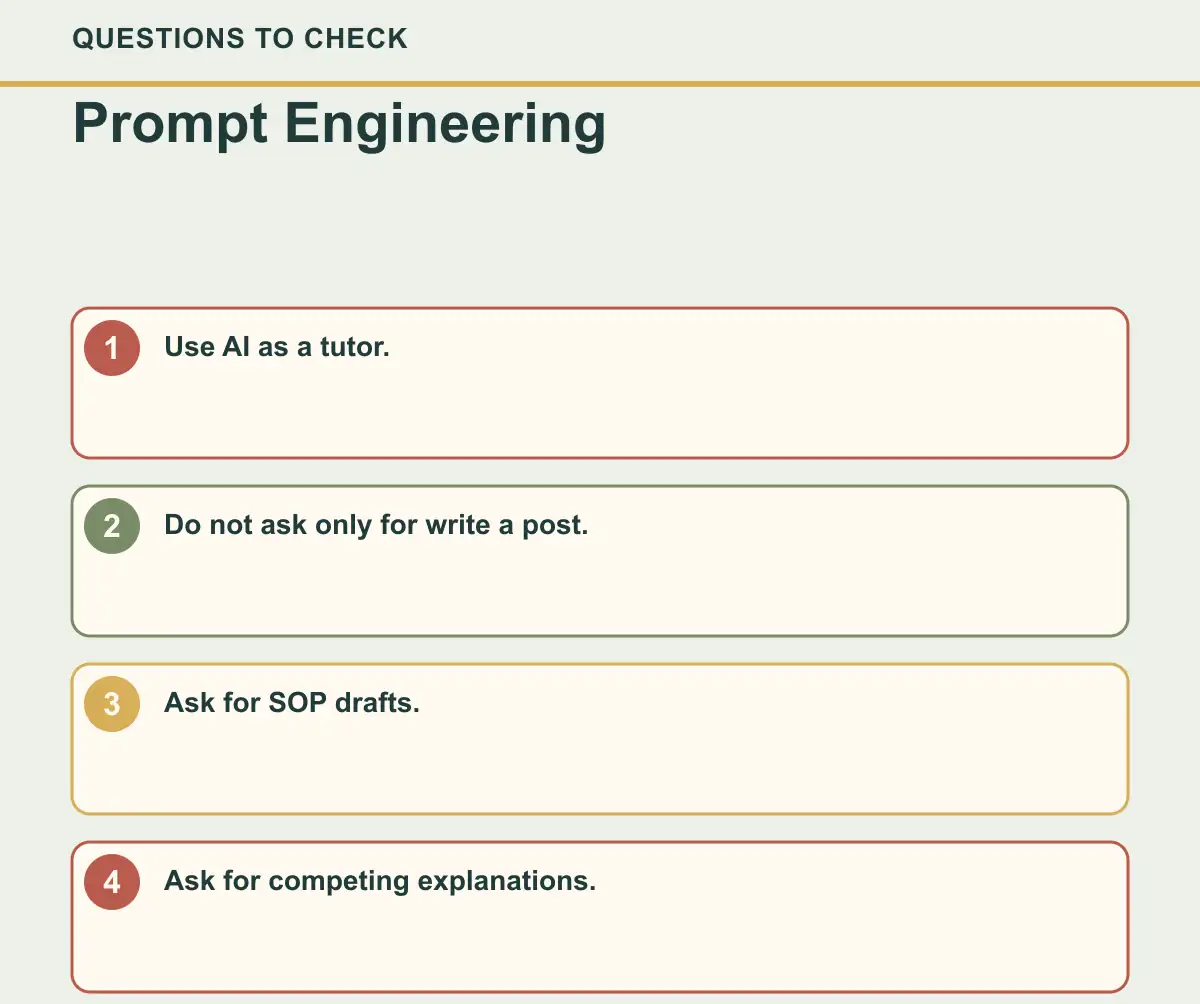 QUESTIONS TO CHECK
Prompt Engineering
1 Use AI as a tutor.
2 Do not ask only for write a post.
3 Ask for SOP drafts.
4 Ask for competing explanations.